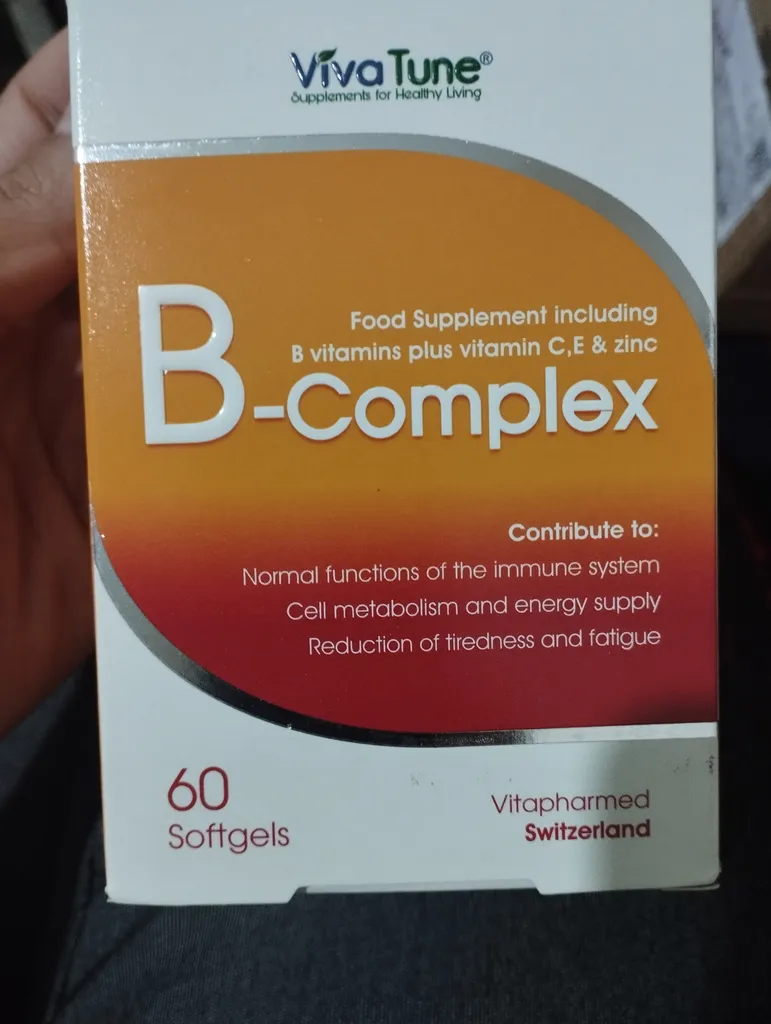 VivaTune®
Supplements for Healthy Living
Food Supplement including
B vitamins plus vitamin C,E & zinc
B-Complex
Contribute to:
Normal functions of the immune system
Cell metabolism and energy supply
Reduction of tiredness and fatigue
60
Softgels
Vitapharmed
Switzerland